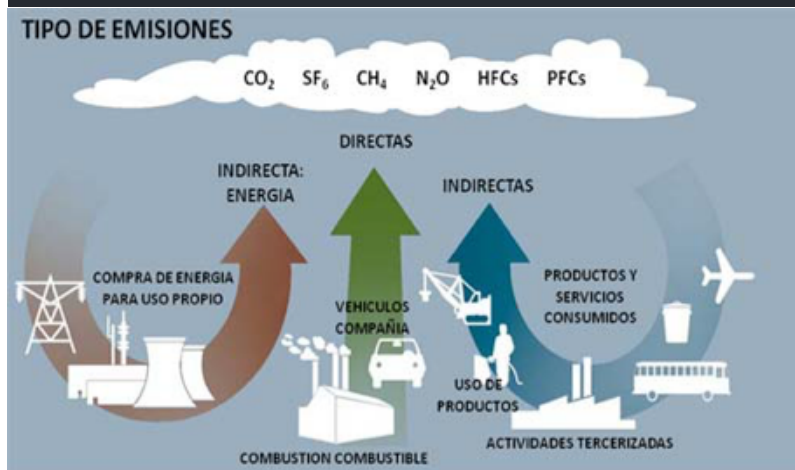 TIPO DE EMISIONES
CO₂ SF₆ CH₄ N₂O HFCs PFCs
DIRECTAS
INDIRECTA:
ENERGIA
INDIRECTAS
COMPRA DE ENERGIA
PARA USO PROPIO
VEHICULOS
COMPAÑIA
PRODUCTOS Y
SERVICIOS
CONSUMIDOS
USO DE
PRODUCTOS
COMBUSTION COMBUSTIBLE
ACTIVIDADES TERCERIZADAS